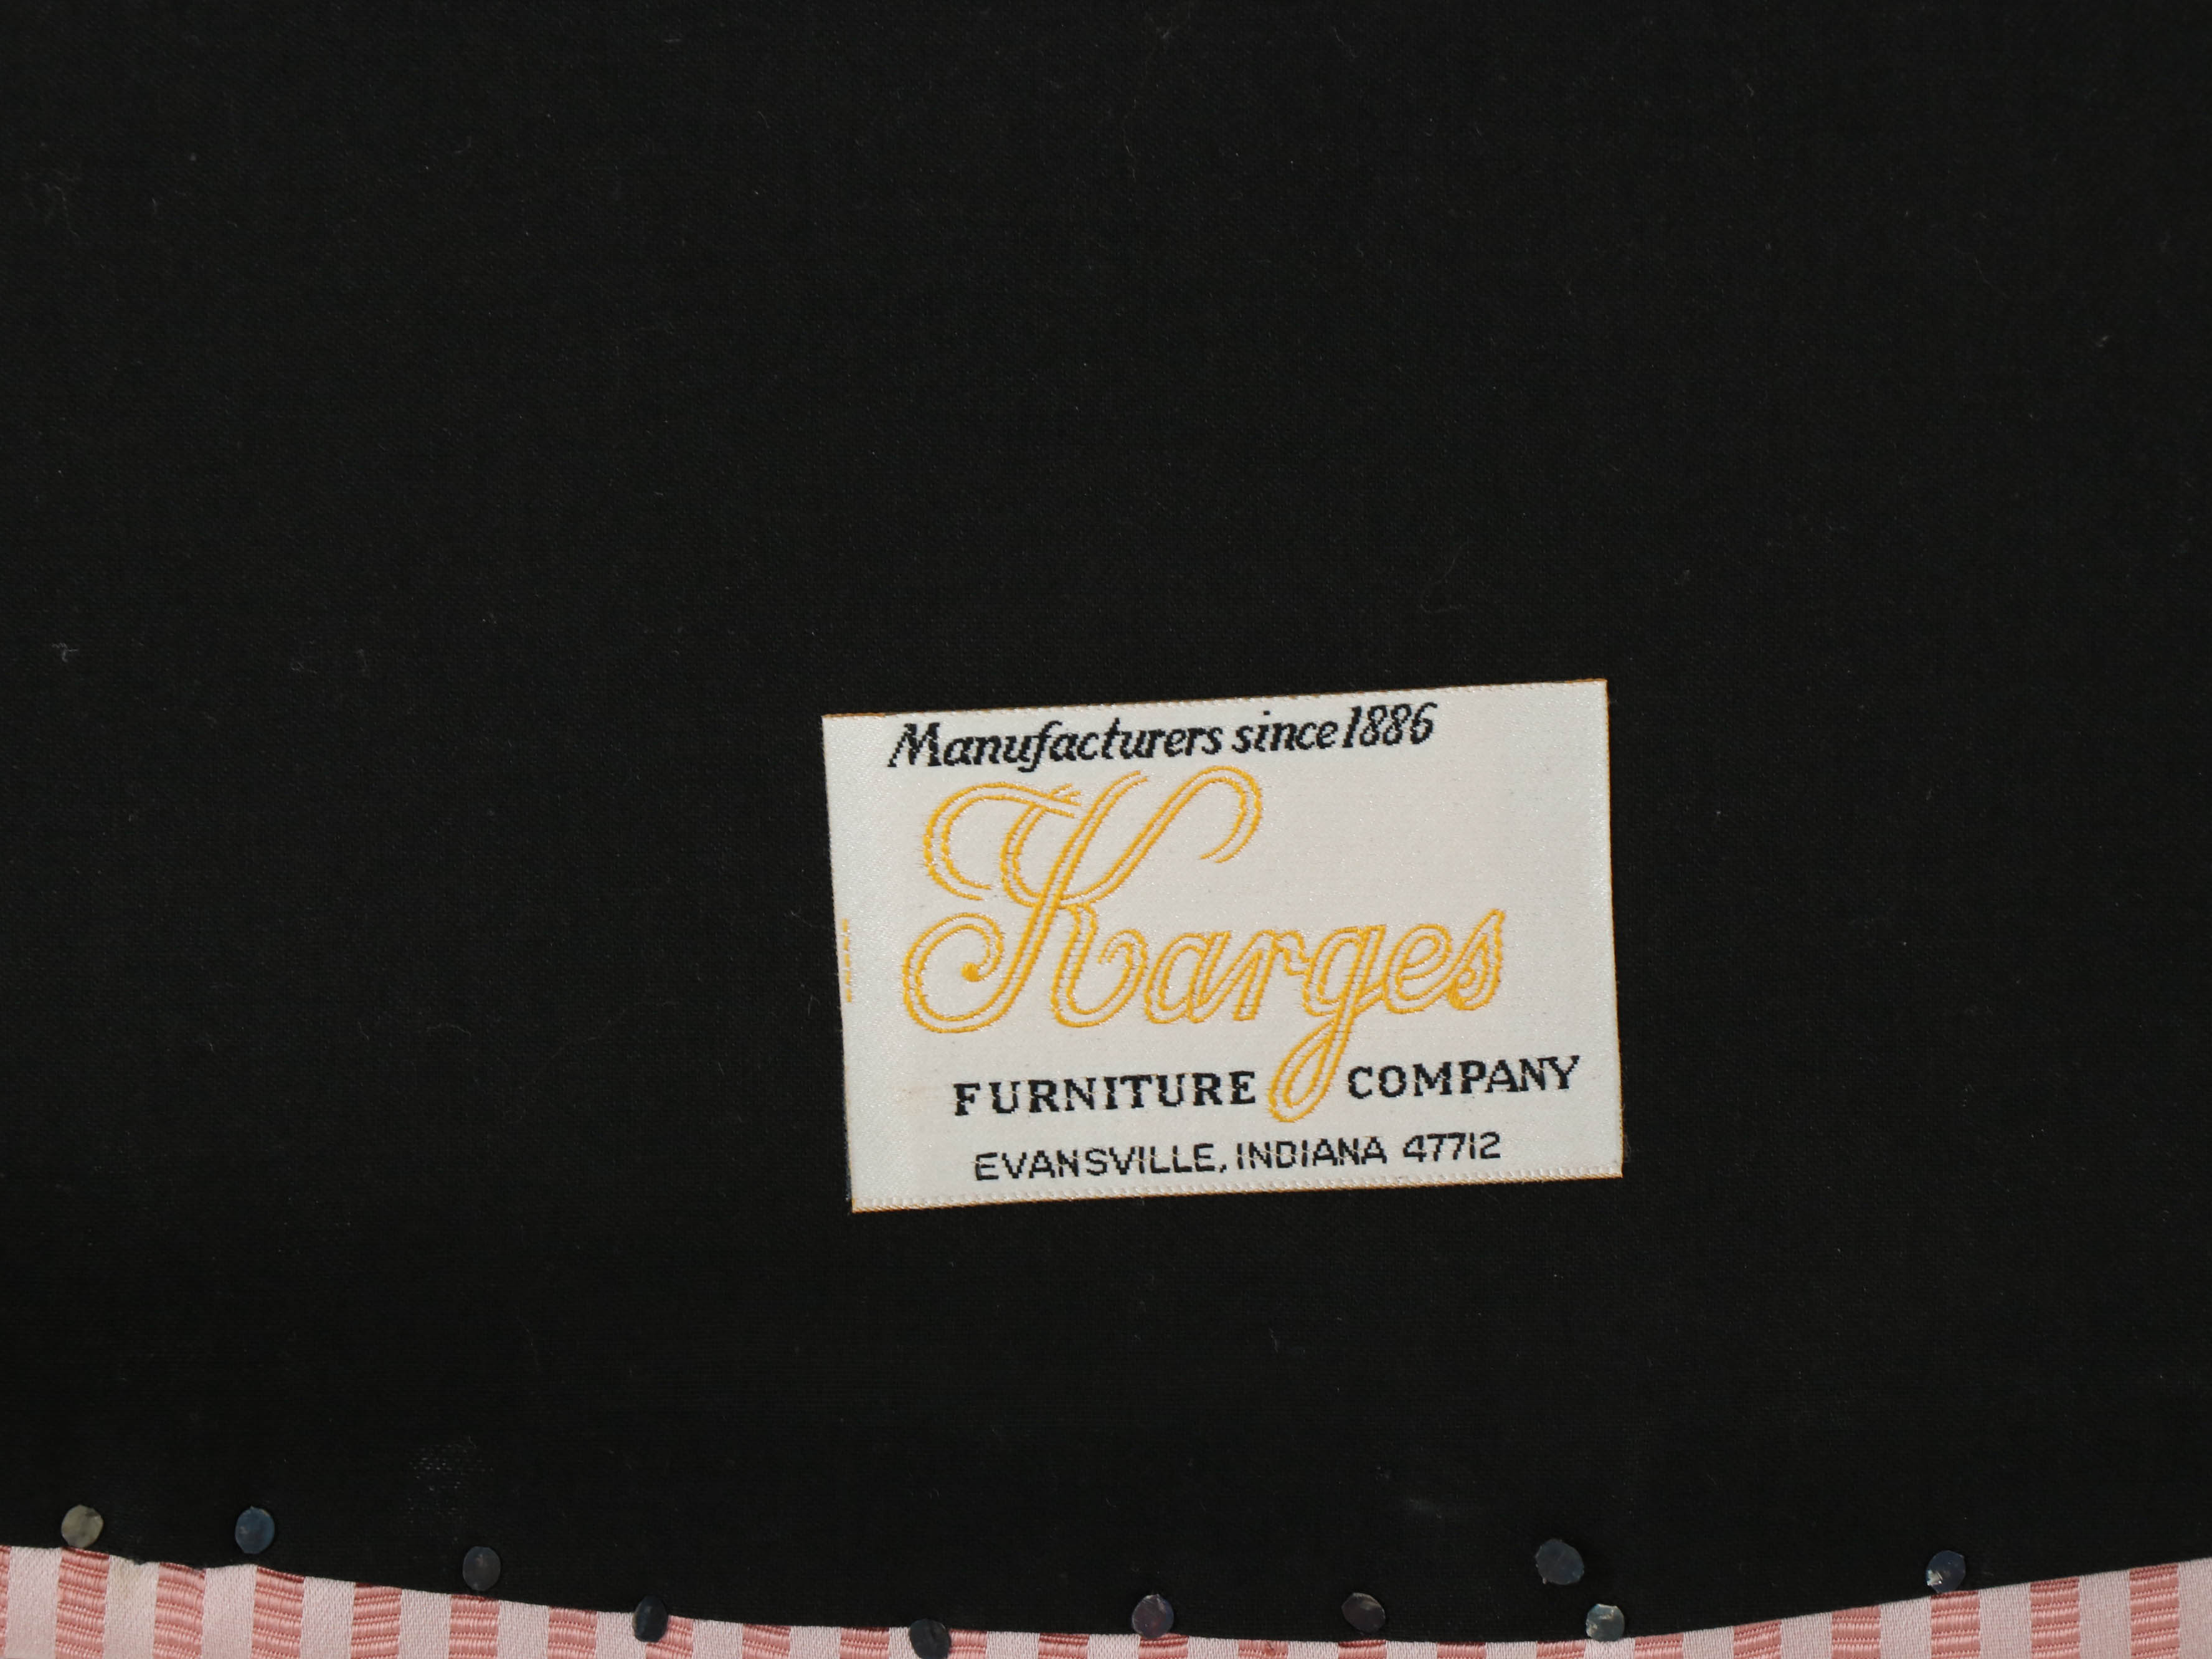 Manufacturers since 1886
Karges
FURNITURE COMPANY
EVANSVILLE, INDIANA 47712